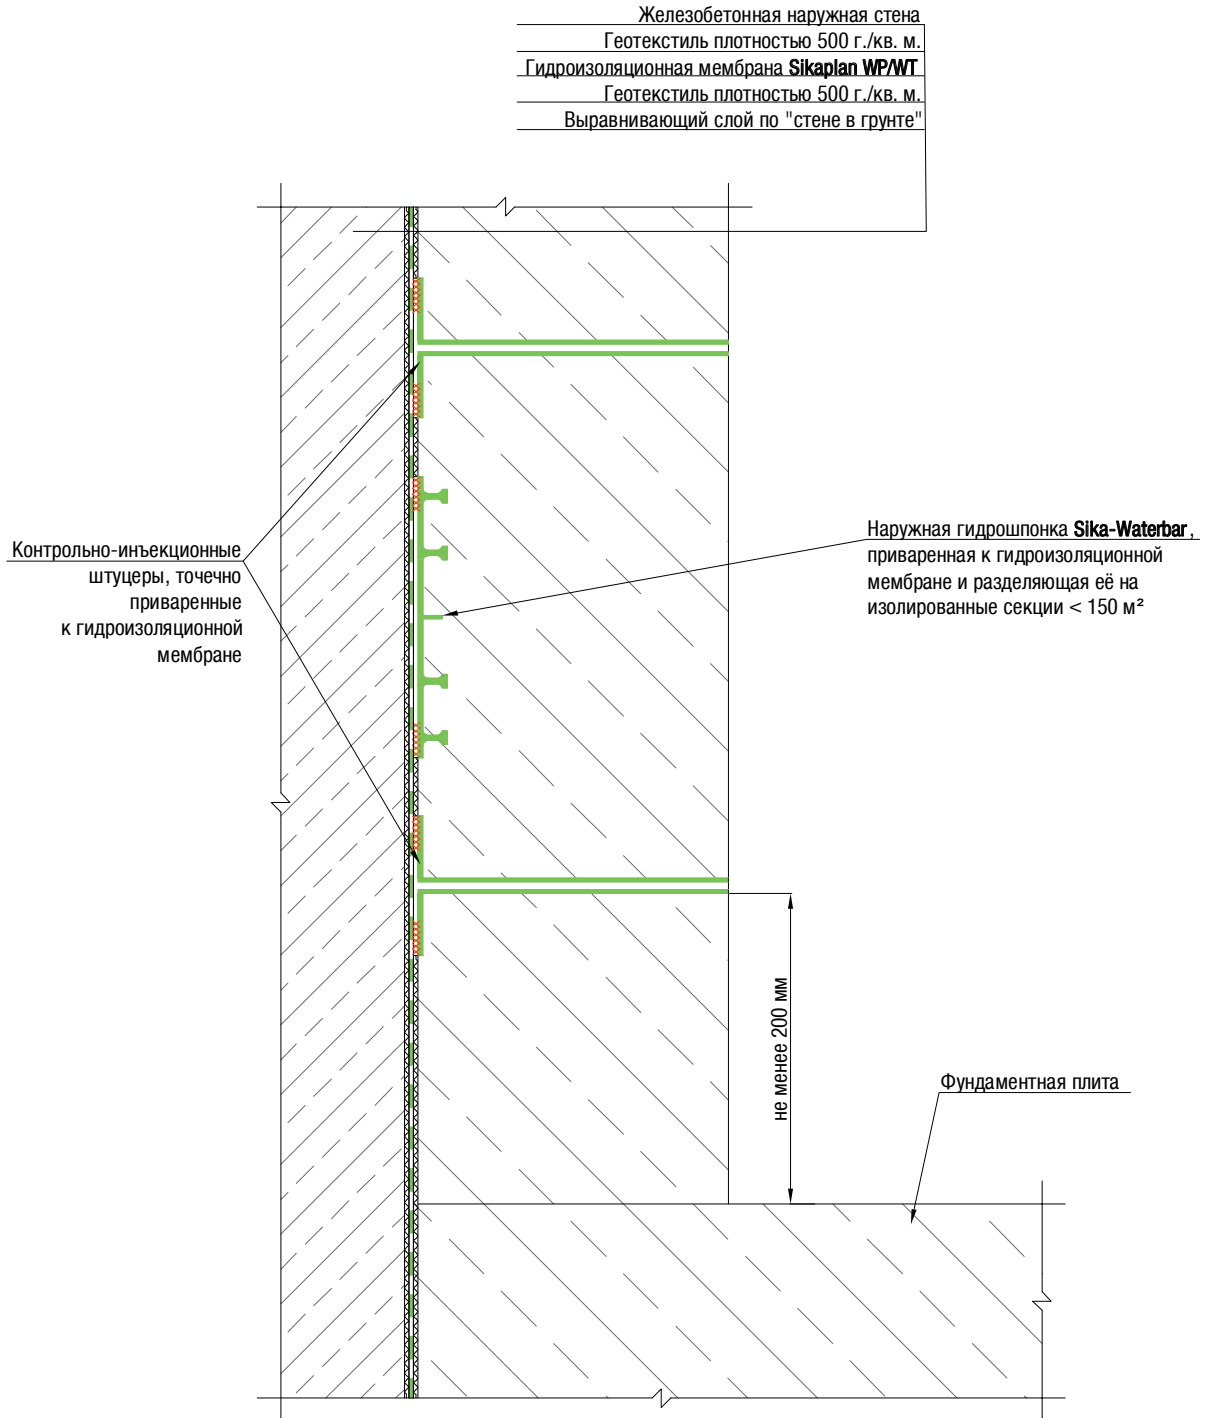 Железобетонная наружная стена
Геотекстиль плотностью 500 г./кв. м.
Гидроизоляционная мембрана Sikaplan WP/WT
Геотекстиль плотностью 500 г./кв. м.
Выравнивающий слой по "стене в грунте"
Контрольно-инъекционные
штуцеры, точечно
приваренные
к гидроизоляционной
мембране
Наружная гидрошпонка Sika-Waterbar,
приваренная к гидроизоляционной
мембране и разделяющая её на
изолированные секции < 150 м²
не менее 200 мм
Фундаментная плита